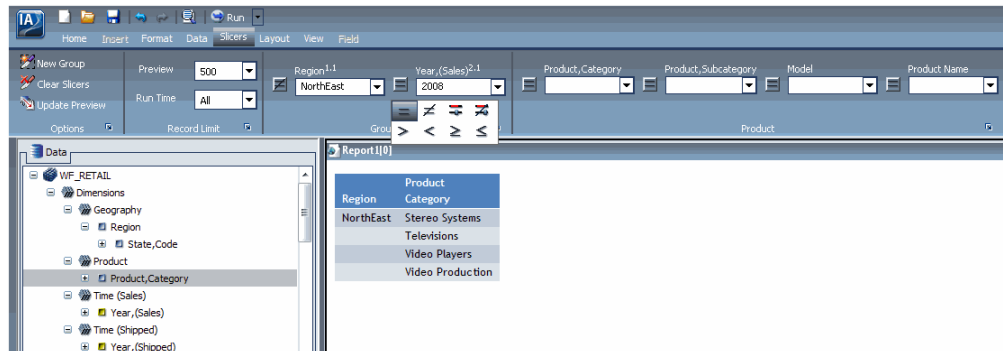 IA Run
Home Insert Format Data Slicers Layout View Field
New Group
Clear Slicers
Update Preview
Options
Preview 500
Run Time All
Record Limit
Region1.1 Year,(Sales)2.1
NorthEast 2008
Grou
= ≠
> < ≥ ≤
Product,Category Product,Subcategory Model Product Name
Product
Data
WF_RETAIL
Dimensions
Geography
Region
State,Code
Product
Product,Category
Time (Sales)
Year,(Sales)
Time (Shipped)
Year,(Shipped)
Report1[0]
Product
Region Category
NorthEast Stereo Systems
Televisions
Video Players
Video Production